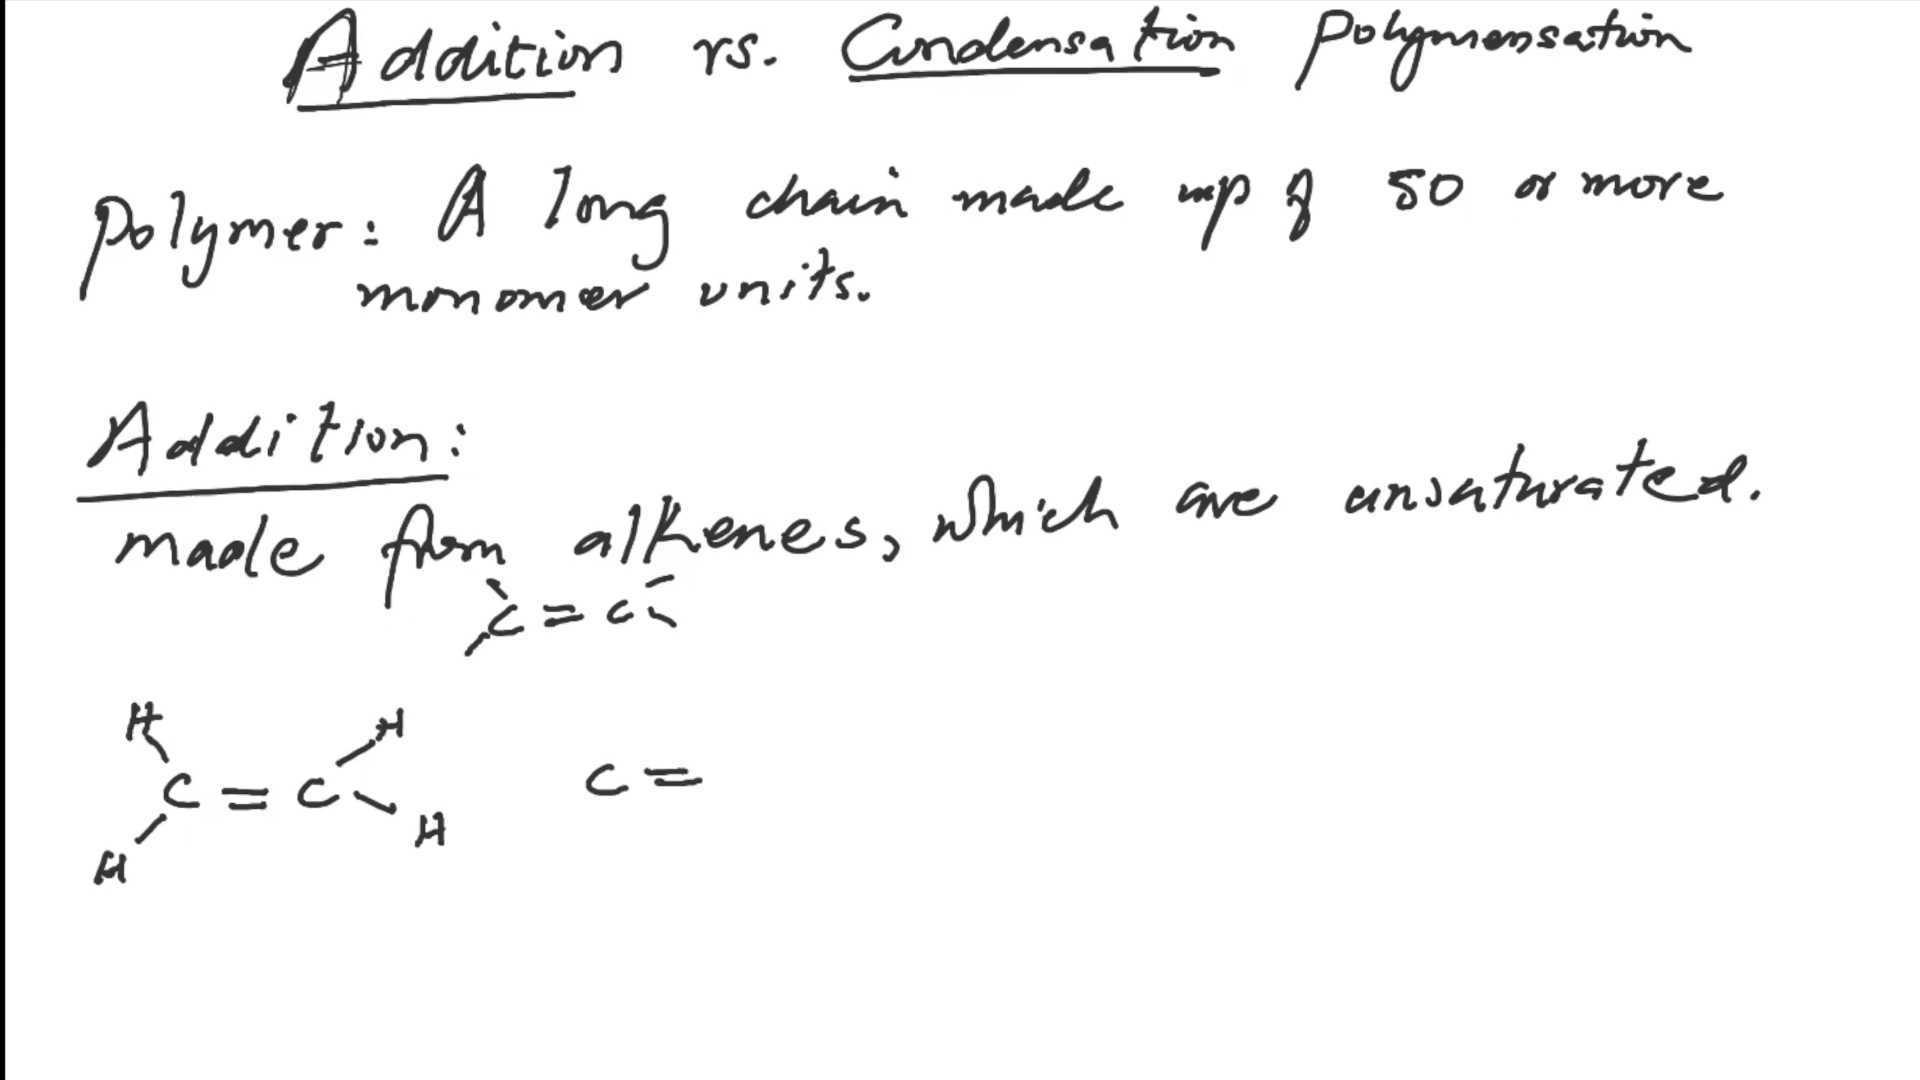 Addition vs. Condensation Polymerisation
Polymer: A long chain made up of 50 or more
monomer units.
Addition:
made from alkenes, which are unsaturated.
C = C
H H
C = C C =
H H